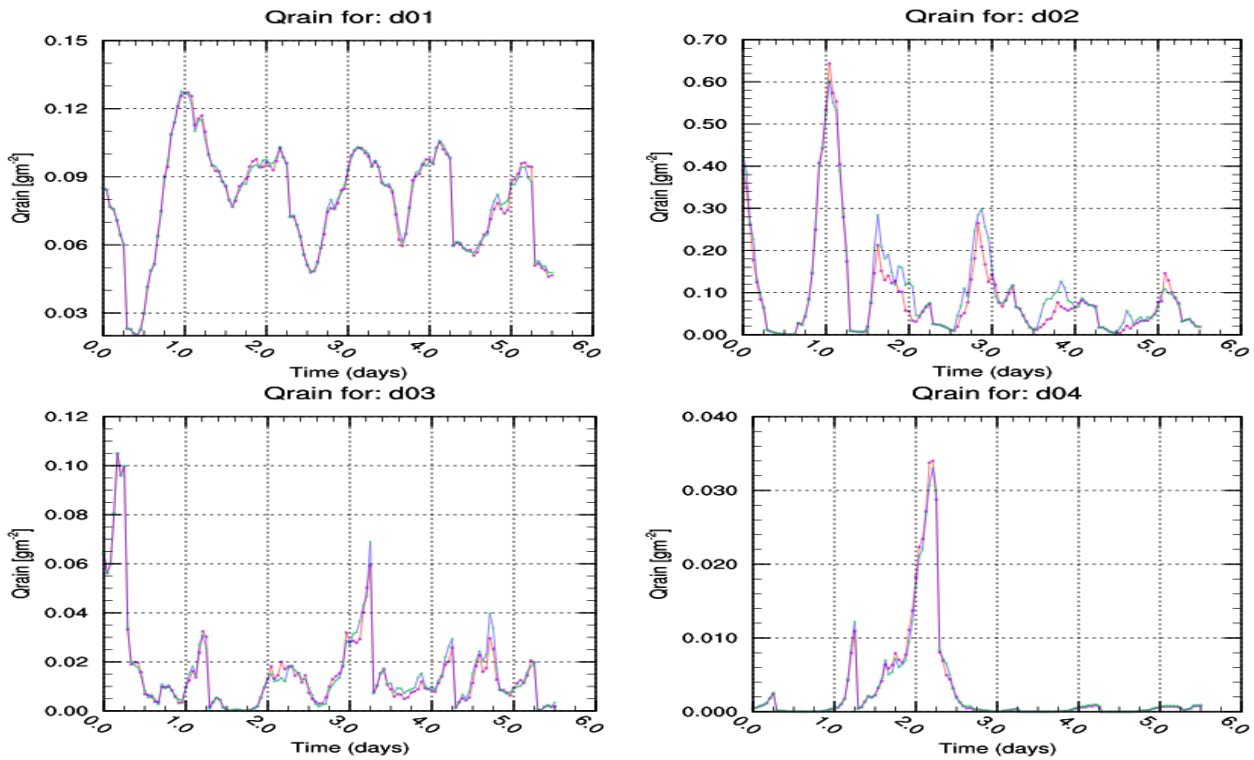 Qrain for: d01
Qrain [gm-2]
0.15
0.12
0.09
0.06
0.03
0.0 1.0 2.0 3.0 4.0 5.0 6.0
Time (days)
Qrain for: d02
Qrain [gm-2]
0.70
0.60
0.50
0.40
0.30
0.20
0.10
0.00
0.0 1.0 2.0 3.0 4.0 5.0 6.0
Time (days)
Qrain for: d03
Qrain [gm-2]
0.12
0.10
0.08
0.06
0.04
0.02
0.00
0.0 1.0 2.0 3.0 4.0 5.0 6.0
Time (days)
Qrain for: d04
Qrain [gm-2]
0.040
0.030
0.020
0.010
0.000
0.0 1.0 2.0 3.0 4.0 5.0 6.0
Time (days)